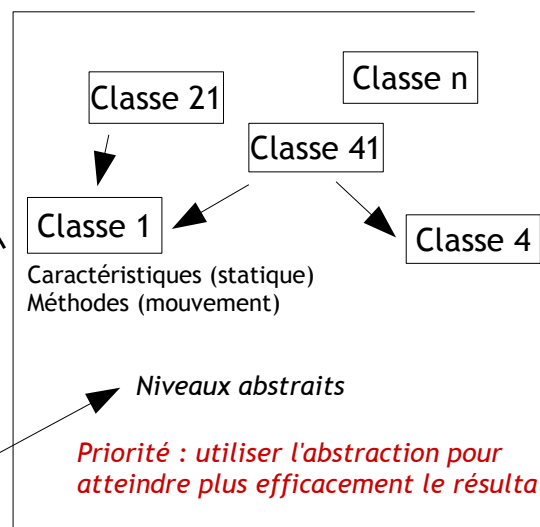 Classe n
Classe 21
Classe 41
Classe 1
Classe 4
Caractéristiques (statique)
Méthodes (mouvement)
Niveaux abstraits
Priorité : utiliser l'abstraction pour
atteindre plus efficacement le résulta